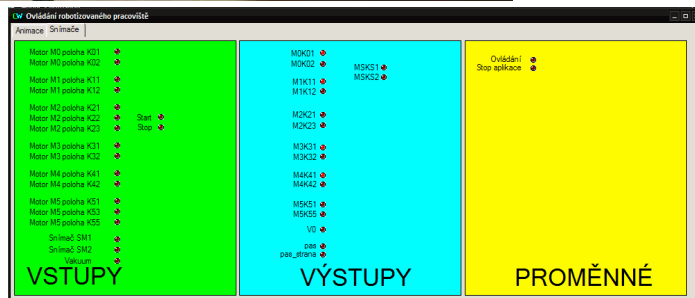 Ovládání robotizovaného pracoviště
Animace Snímače
Motor M0 poloha K01
Motor M0 poloha K02
Motor M1 poloha K11
Motor M1 poloha K12
Motor M2 poloha K21
Motor M2 poloha K22
Motor M2 poloha K23
Start
Stop
Motor M3 poloha K31
Motor M3 poloha K32
Motor M4 poloha K41
Motor M4 poloha K42
Motor M5 poloha K51
Motor M5 poloha K53
Motor M5 poloha K55
Snímač SM1
Snímač SM2
Vakuum
VSTUPY
M0K01
M0K02
MSKS1
MSKS2
M1K11
M1K12
M2K21
M2K23
M3K31
M3K32
M4K41
M4K42
M5K51
M5K55
V0
pas
pas_strana
VÝSTUPY
Ovládání
Stop aplikace
PROMĚNNÉ